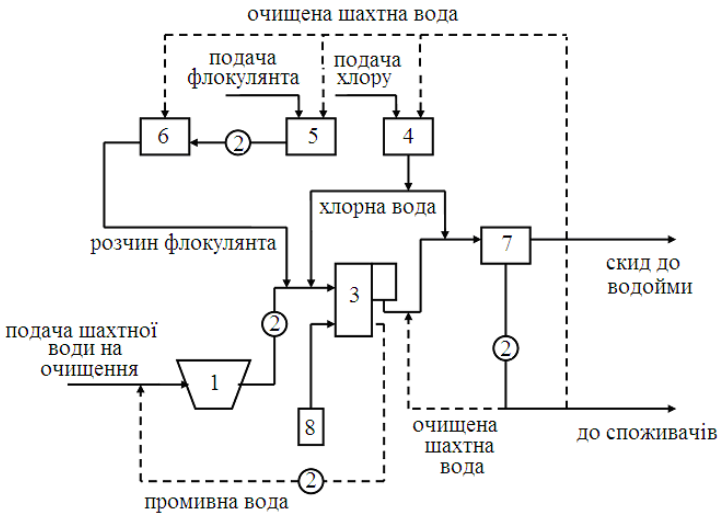 очищена шахтна вода
подача
флокулянта
подача
хлору
6
2
5
4
хлорна вода
розчин флокулянта
7
скид до
водойми
3
2
подача шахтної
води на
очищення
1
2
8
очищена
шахтна
вода
до споживачів
2
промивна вода